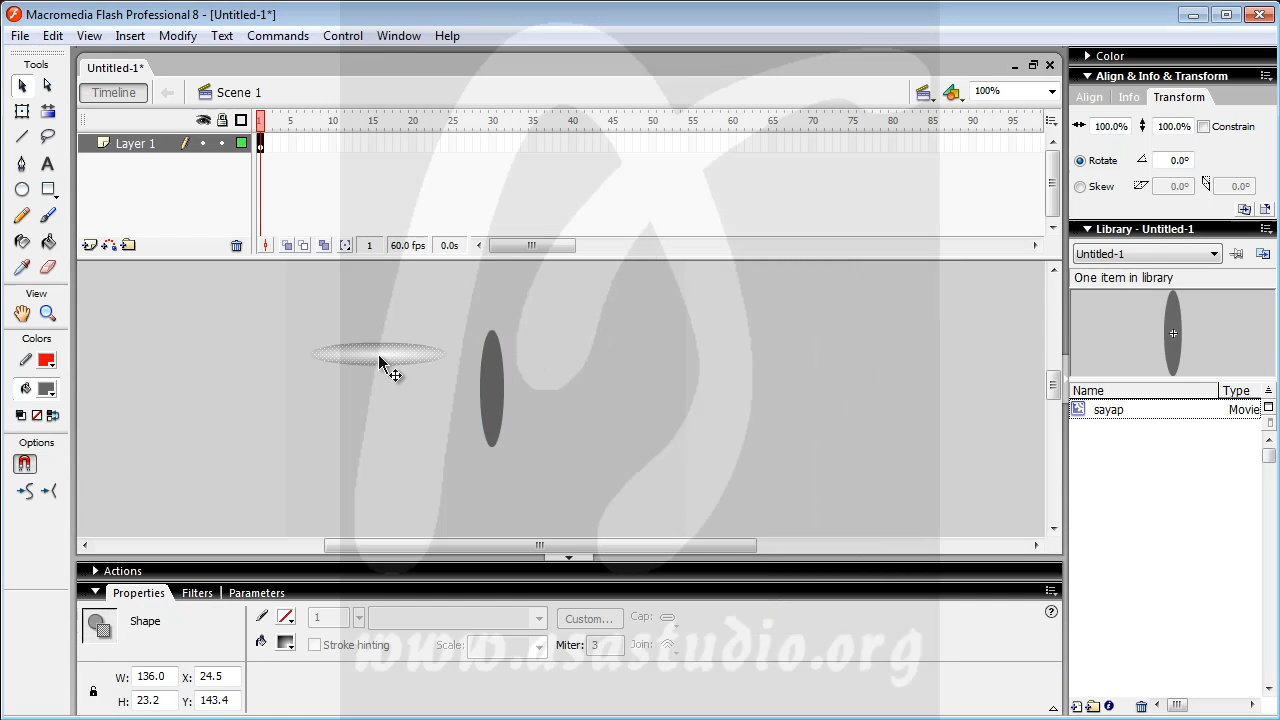 Macromedia Flash Professional 8 - [Untitled-1*]
File Edit View Insert Modify Text Commands Control Window Help
Tools
View
Colors
Options
Untitled-1*
Timeline
Scene 1
100%
1 5 10 15 20 25 30 35 40 45 50 55 60 65 70 75 80 85 90 95
Layer 1
1 60.0 fps 0.0s
Actions
Properties Filters Parameters
Shape
1
Custom...
Cap:
Stroke hinting
Scale:
Miter: 3
Join:
W: 136.0 X: 24.5
H: 23.2 Y: 143.4
www.asastudio.org
Color
Align & Info & Transform
Align Info Transform
100.0% 100.0% Constrain
Rotate 0.0°
Skew 0.0° 0.0°
Library - Untitled-1
Untitled-1
One item in library
Name Type
sayap Movie